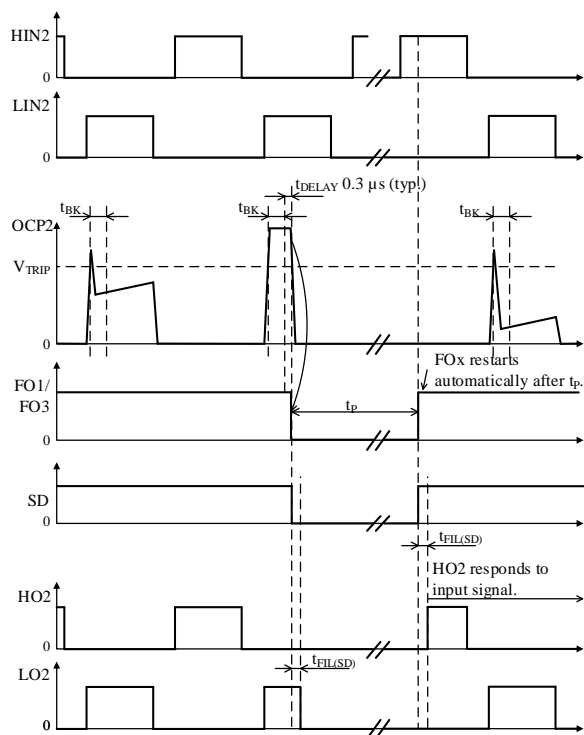 HIN2
0
LIN2
0
tDELAY 0.3 µs (typ.)
tBK
tBK
tBK
OCP2
VTRIP
0
FOx restarts
automatically after tP.
FO1/
FO3
tP
0
SD
0
tFIL(SD)
HO2 responds to
input signal.
HO2
0
tFIL(SD)
LO2
0